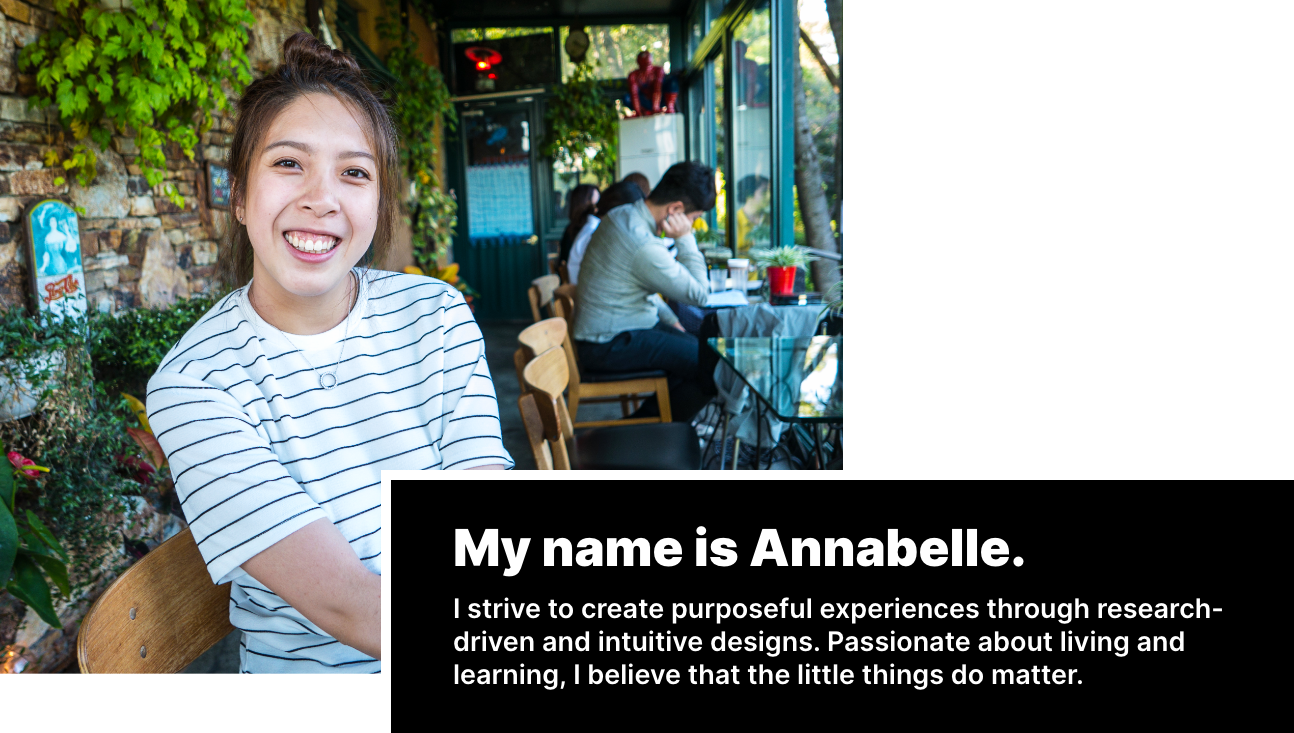 My name is Annabelle.
I strive to create purposeful experiences through research-
driven and intuitive designs. Passionate about living and
learning, I believe that the little things do matter.